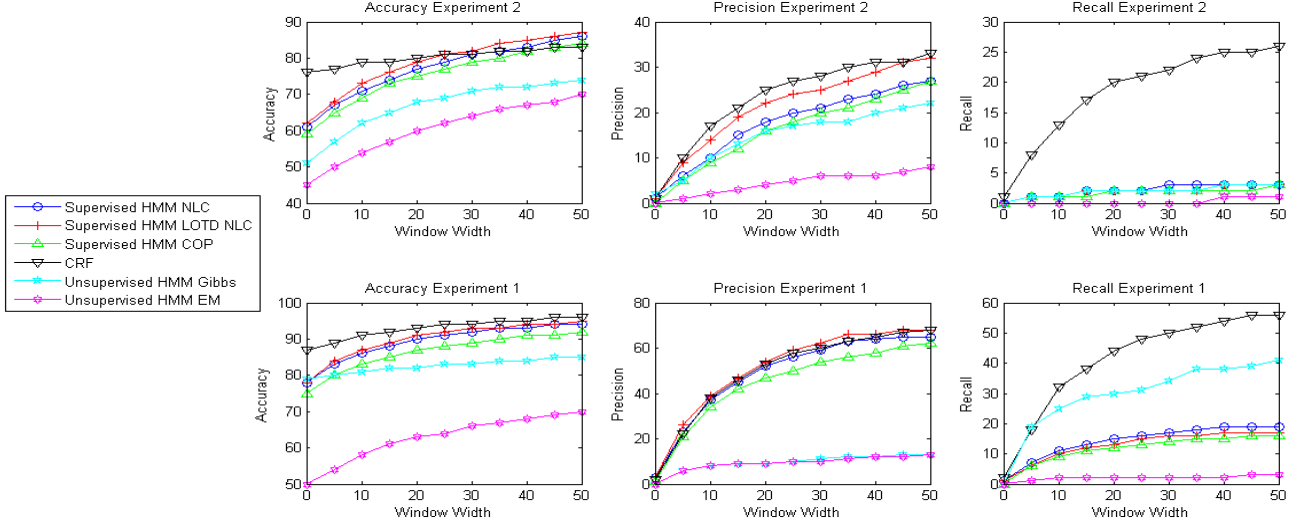 Accuracy Experiment 2
90
80
70
60
50
40
Accuracy
0 10 20 30 40 50
Window Width
Precision Experiment 2
40
30
20
10
0
Precision
0 10 20 30 40 50
Window Width
Recall Experiment 2
30
25
20
15
10
5
0
Recall
0 10 20 30 40 50
Window Width
Supervised HMM NLC
Supervised HMM LOTD NLC
Supervised HMM COP
CRF
Unsupervised HMM Gibbs
Unsupervised HMM EM
Accuracy Experiment 1
100
90
80
70
60
50
Accuracy
0 10 20 30 40 50
Window Width
Precision Experiment 1
80
60
40
20
0
Precision
0 10 20 30 40 50
Window Width
Recall Experiment 1
60
50
40
30
20
10
0
Recall
0 10 20 30 40 50
Window Width